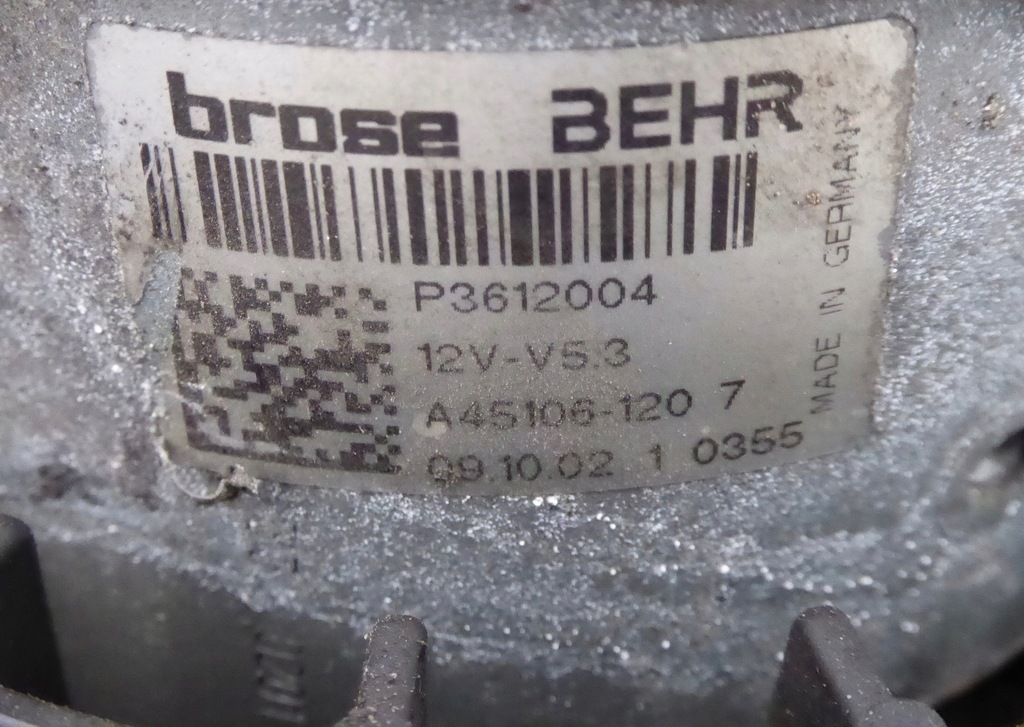 brose BEHR
P3612004
12V-V5.3
A45106-120 7
09.10.02 1 0355
MADE IN GERMANY